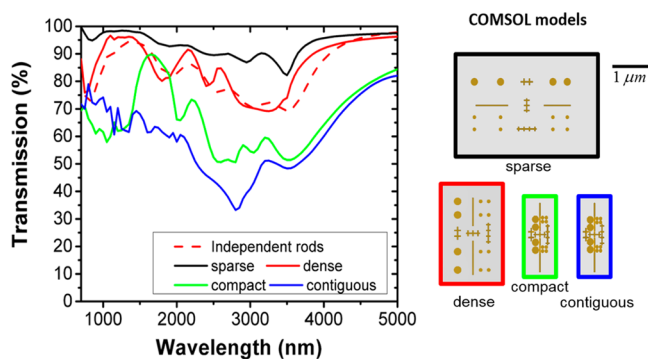 COMSOL models
Transmission (%)
100
90
80
70
60
50
40
30
20
10
0
Independent rods
sparse
dense
compact
contiguous
1000
2000
3000
4000
5000
Wavelength (nm)
1 μm
sparse
dense
compact
contiguous